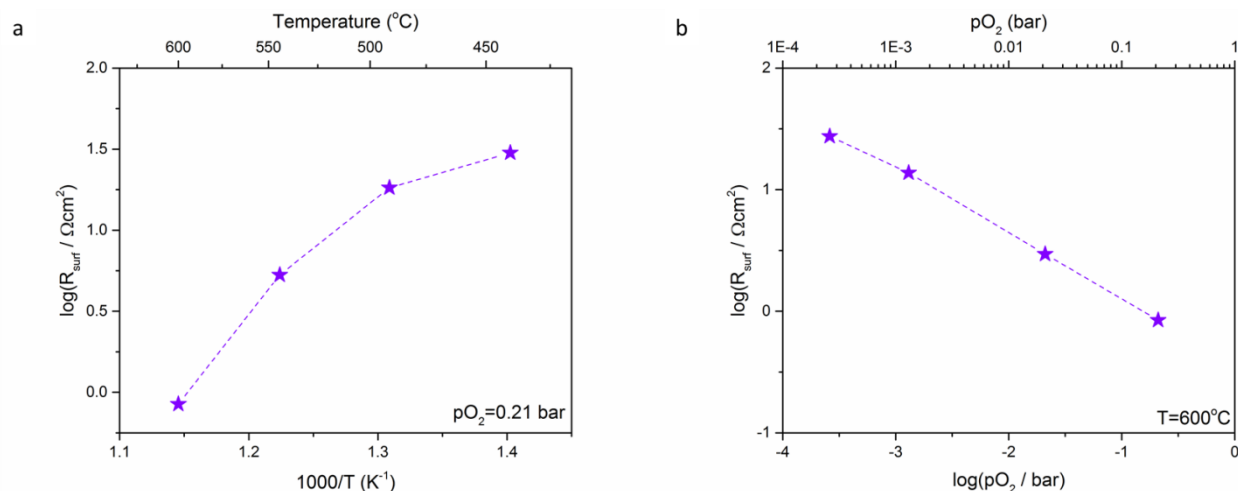 a
Temperature (°C)
600 550 500 450
2.0
1.5
1.0
0.5
0.0
log(R_surf / Ωcm²)
pO₂=0.21 bar
1.1 1.2 1.3 1.4
1000/T (K⁻¹)
b
pO₂ (bar)
1E-4 1E-3 0.01 0.1 1
2
1
0
-1
log(R_surf / Ωcm²)
T=600°C
-4 -3 -2 -1 0
log(pO₂ / bar)